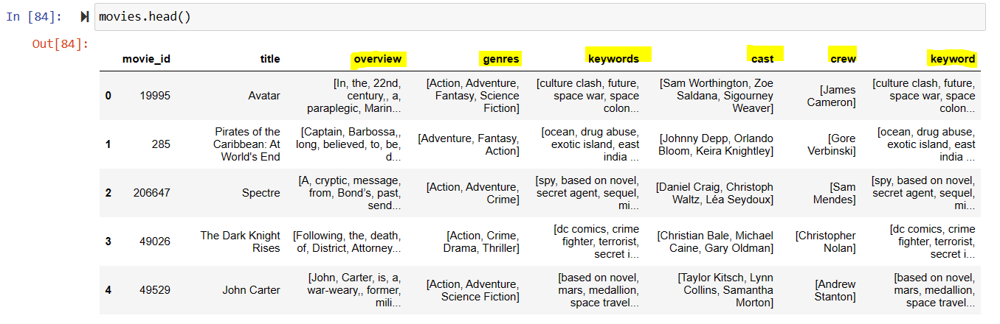 In [84]: movies.head()
Out[84]:
movie_id title overview genres keywords cast crew keyword
0 19995 Avatar [In, the, 22nd, century,, a, paraplegic, Marin... [Action, Adventure, Fantasy, Science Fiction] [culture clash, future, space war, space colon... [Sam Worthington, Zoe Saldana, Sigourney Weaver] [James Cameron] [culture clash, future, space war, space colon...
1 285 Pirates of the Caribbean: At World's End [Captain, Barbossa,, long, believed, to, be, d... [Adventure, Fantasy, Action] [ocean, drug abuse, exotic island, east india ... [Johnny Depp, Orlando Bloom, Keira Knightley] [Gore Verbinski] [ocean, drug abuse, exotic island, east india ...
2 206647 Spectre [A, cryptic, message, from, Bond’s, past, send... [Action, Adventure, Crime] [spy, based on novel, secret agent, sequel, mi... [Daniel Craig, Christoph Waltz, Léa Seydoux] [Sam Mendes] [spy, based on novel, secret agent, sequel, mi...
3 49026 The Dark Knight Rises [Following, the, death, of, District, Attorney... [Action, Crime, Drama, Thriller] [dc comics, crime fighter, terrorist, secret i... [Christian Bale, Michael Caine, Gary Oldman] [Christopher Nolan] [dc comics, crime fighter, terrorist, secret i...
4 49529 John Carter [John, Carter, is, a, war-weary,, former, mili... [Action, Adventure, Science Fiction] [based on novel, mars, medallion, space travel... [Taylor Kitsch, Lynn Collins, Samantha Morton] [Andrew Stanton] [based on novel, mars, medallion, space travel...